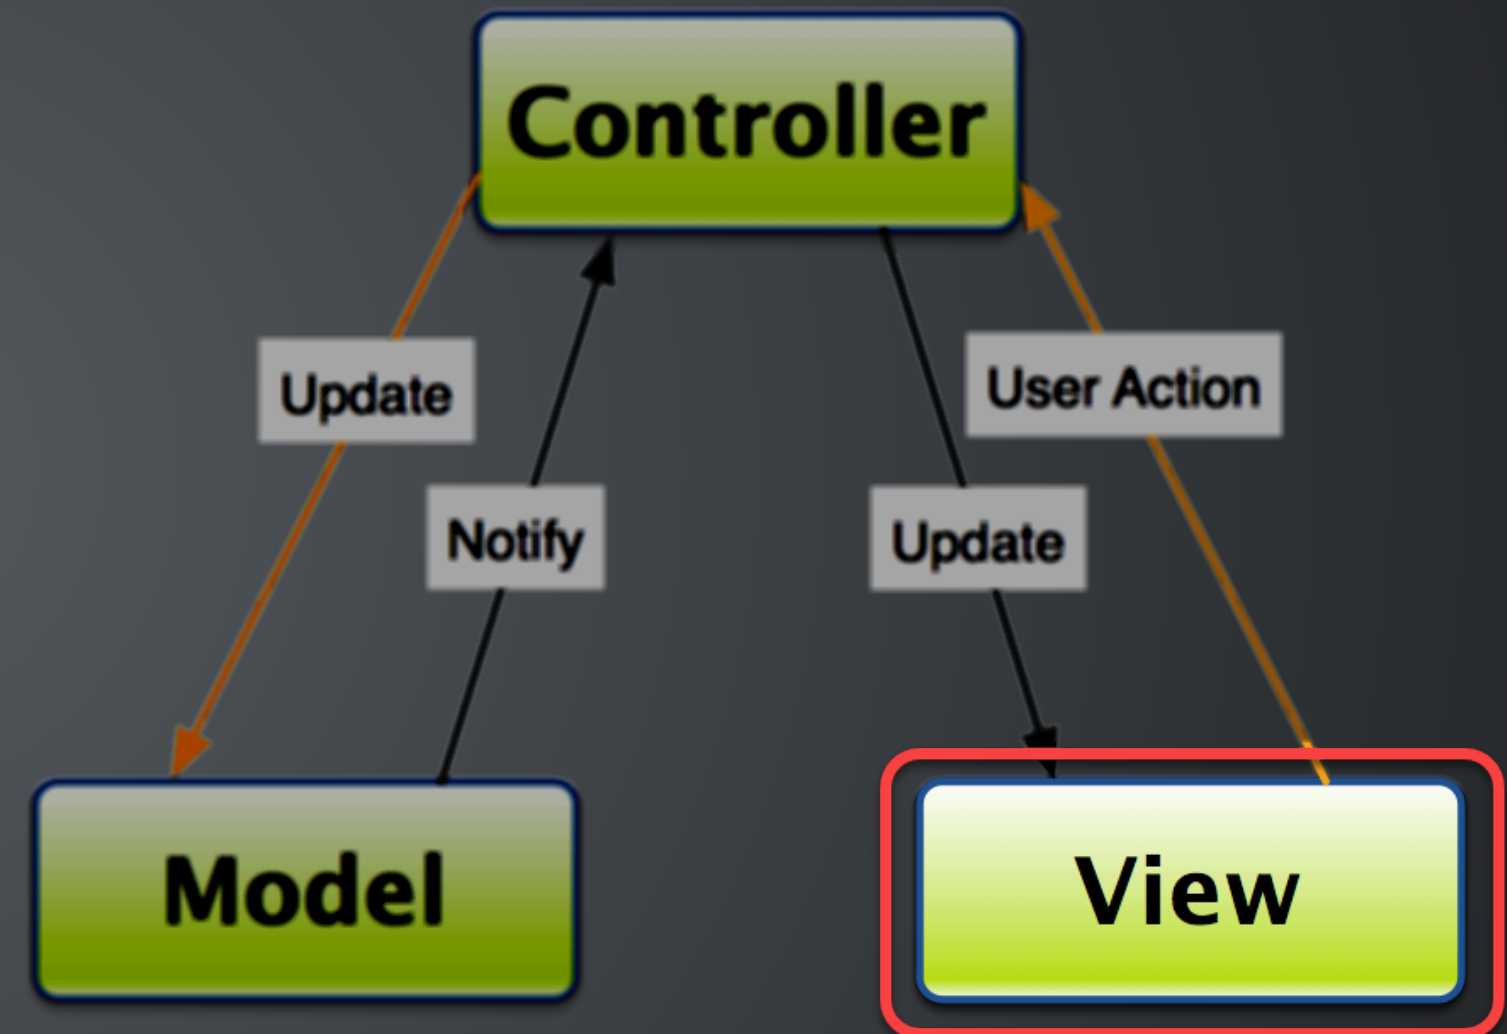 Controller
Update
User Action
Notify
Update
Model
View